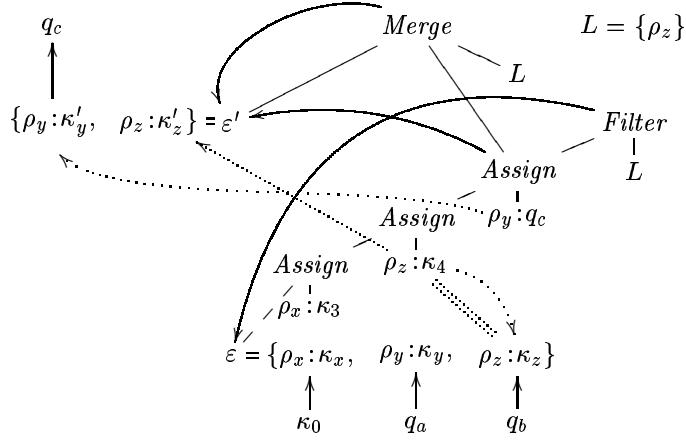 q_c Merge L = {ρ_z}
L
{ρ_y : κ'_y, ρ_z : κ'_z} = ε' Filter
Assign L
Assign ρ_y : q_c
Assign ρ_z : κ_4
ρ_x : κ_3
ε = {ρ_x : κ_x, ρ_y : κ_y, ρ_z : κ_z}
κ_0 q_a q_b